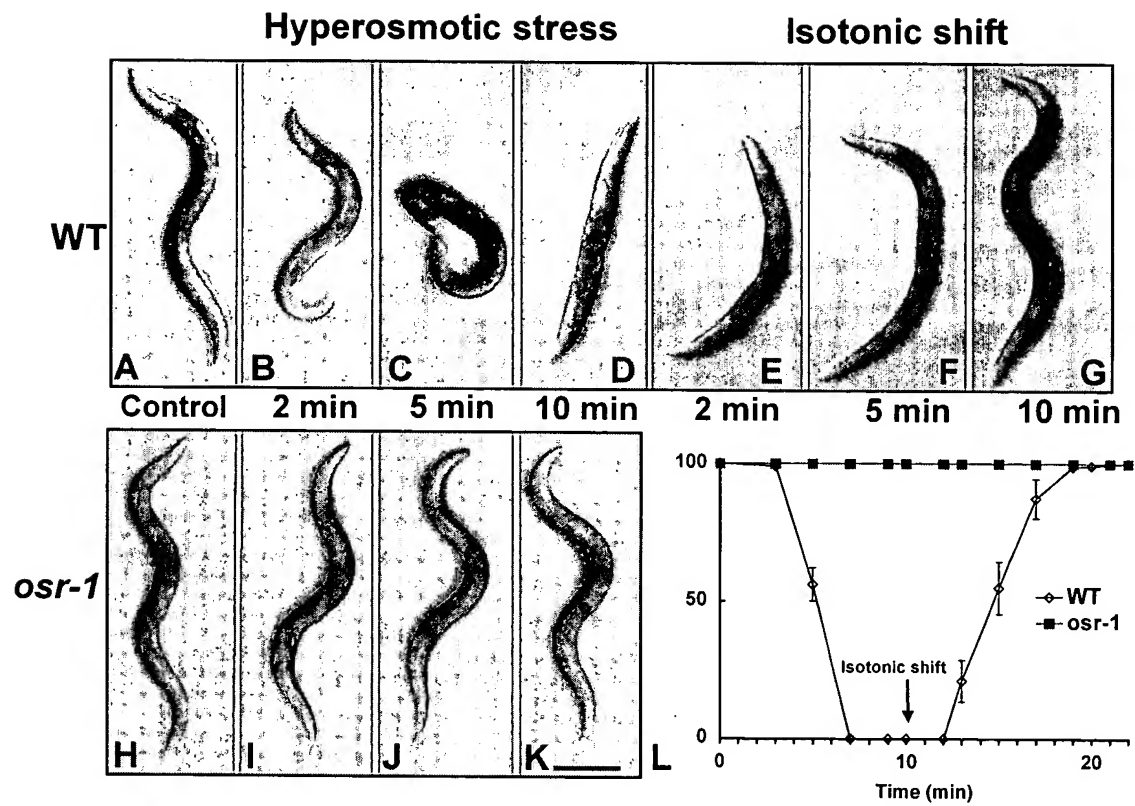 Hyperosmotic stress Isotonic shift
WT
A B C D E F G
Control 2 min 5 min 10 min 2 min 5 min 10 min
osr-1
H I J K L
100
50
0
WT
osr-1
Isotonic shift
0 10 20
Time (min)